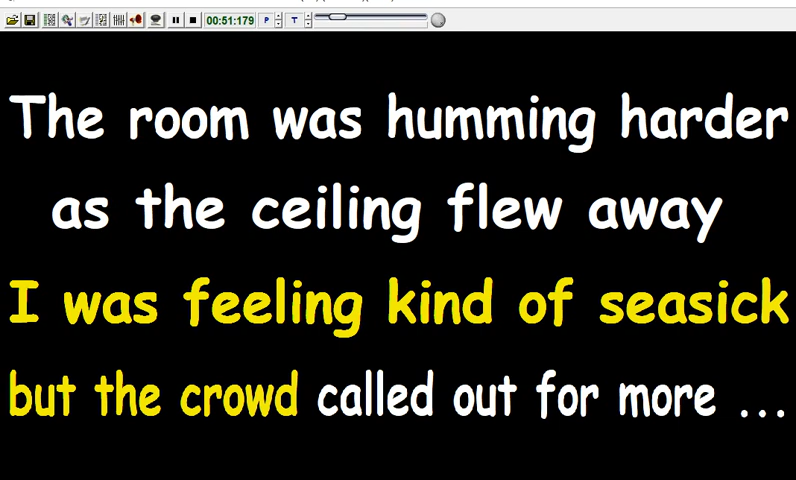 00:51:179 P T
The room was humming harder
as the ceiling flew away
I was feeling kind of seasick
but the crowd called out for more ...